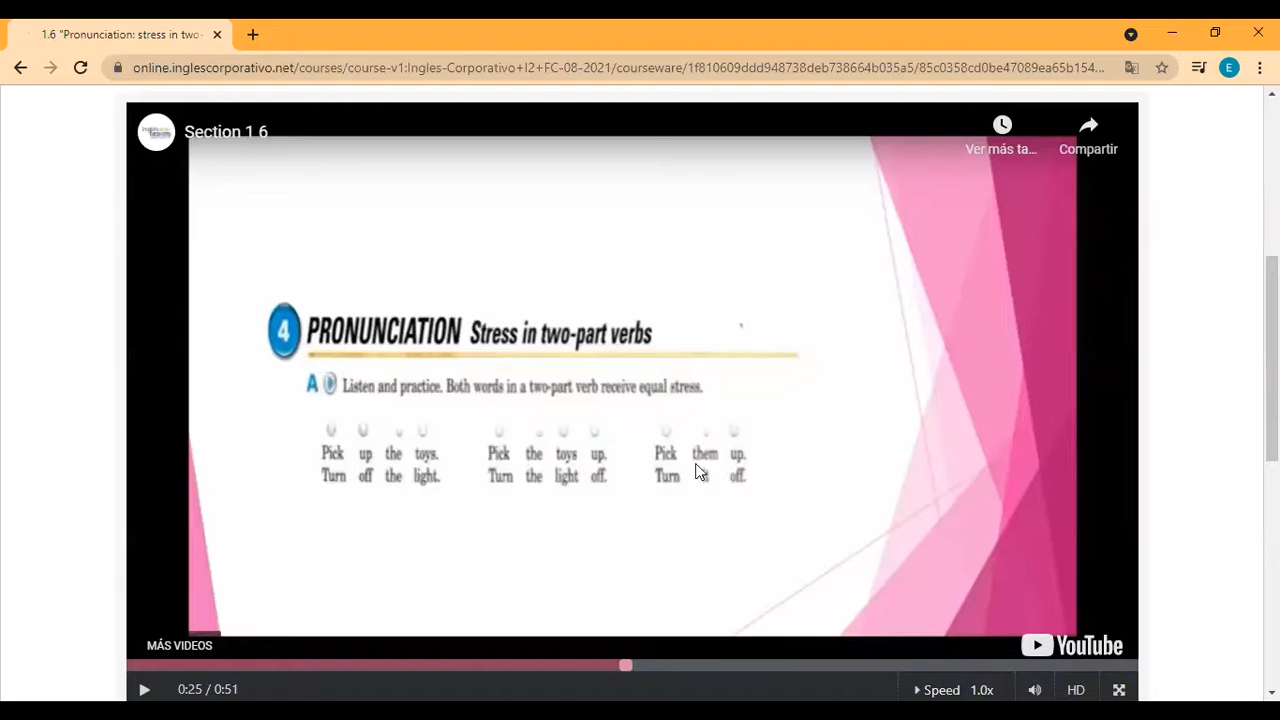 1.6 "Pronunciation: stress in two-
online.inglescorporativo.net/courses/course-v1:Ingles-Corporativo+I2+FC-08-2021/courseware/1f810609ddd948738deb738664b035a5/85c0358cd0be47089ea65b154...
E
Section 1.6
Ver más ta...
Compartir
4 PRONUNCIATION Stress in two-part verbs
A Listen and practice. Both words in a two-part verb receive equal stress.
Pick up the toys. Pick the toys up. Pick them up.
Turn off the light. Turn the light off. Turn off.
MÁS VIDEOS
YouTube
0:25 / 0:51
Speed 1.0x
HD